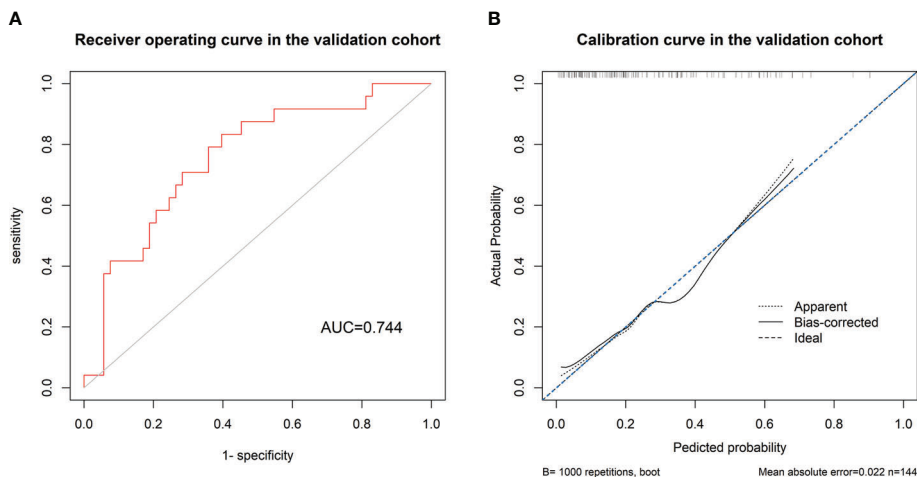 A
Receiver operating curve in the validation cohort
sensitivity
1.0
0.8
0.6
0.4
0.2
0.0
AUC=0.744
0.0 0.2 0.4 0.6 0.8 1.0
1- specificity
B
Calibration curve in the validation cohort
Actual Probability
1.0
0.8
0.6
0.4
0.2
0.0
Apparent
Bias-corrected
Ideal
0.0 0.2 0.4 0.6 0.8 1.0
Pedicted probability
B= 1000 repetitions, boot Mean absolute error=0.022 n=144